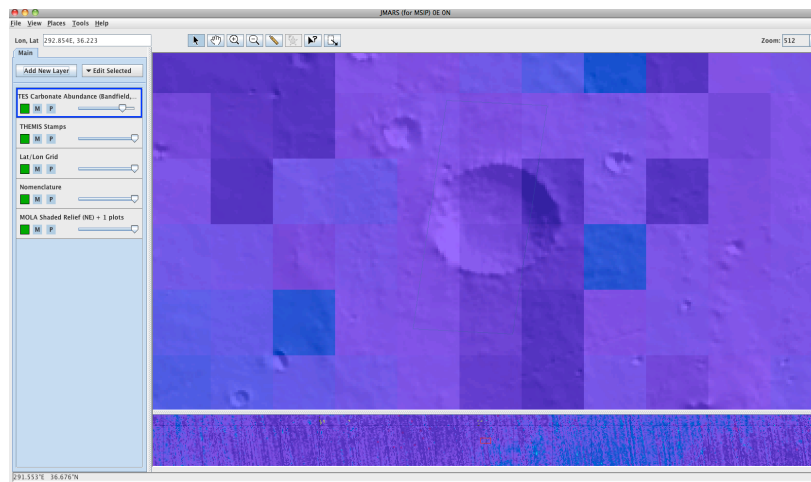 JMARS (for MSIP) 0E 0N
File View Places Tools Help
Lon, Lat 292.854E, 36.223
Zoom: 512
Main
Add New Layer Edit Selected
TES Carbonate Abundance (Bandfield,...
M P
THEMIS Stamps
M P
Lat/Lon Grid
M P
Nomenclature
M P
MOLA Shaded Relief (NE) + 1 plots
M P
291.553°E 36.676°N